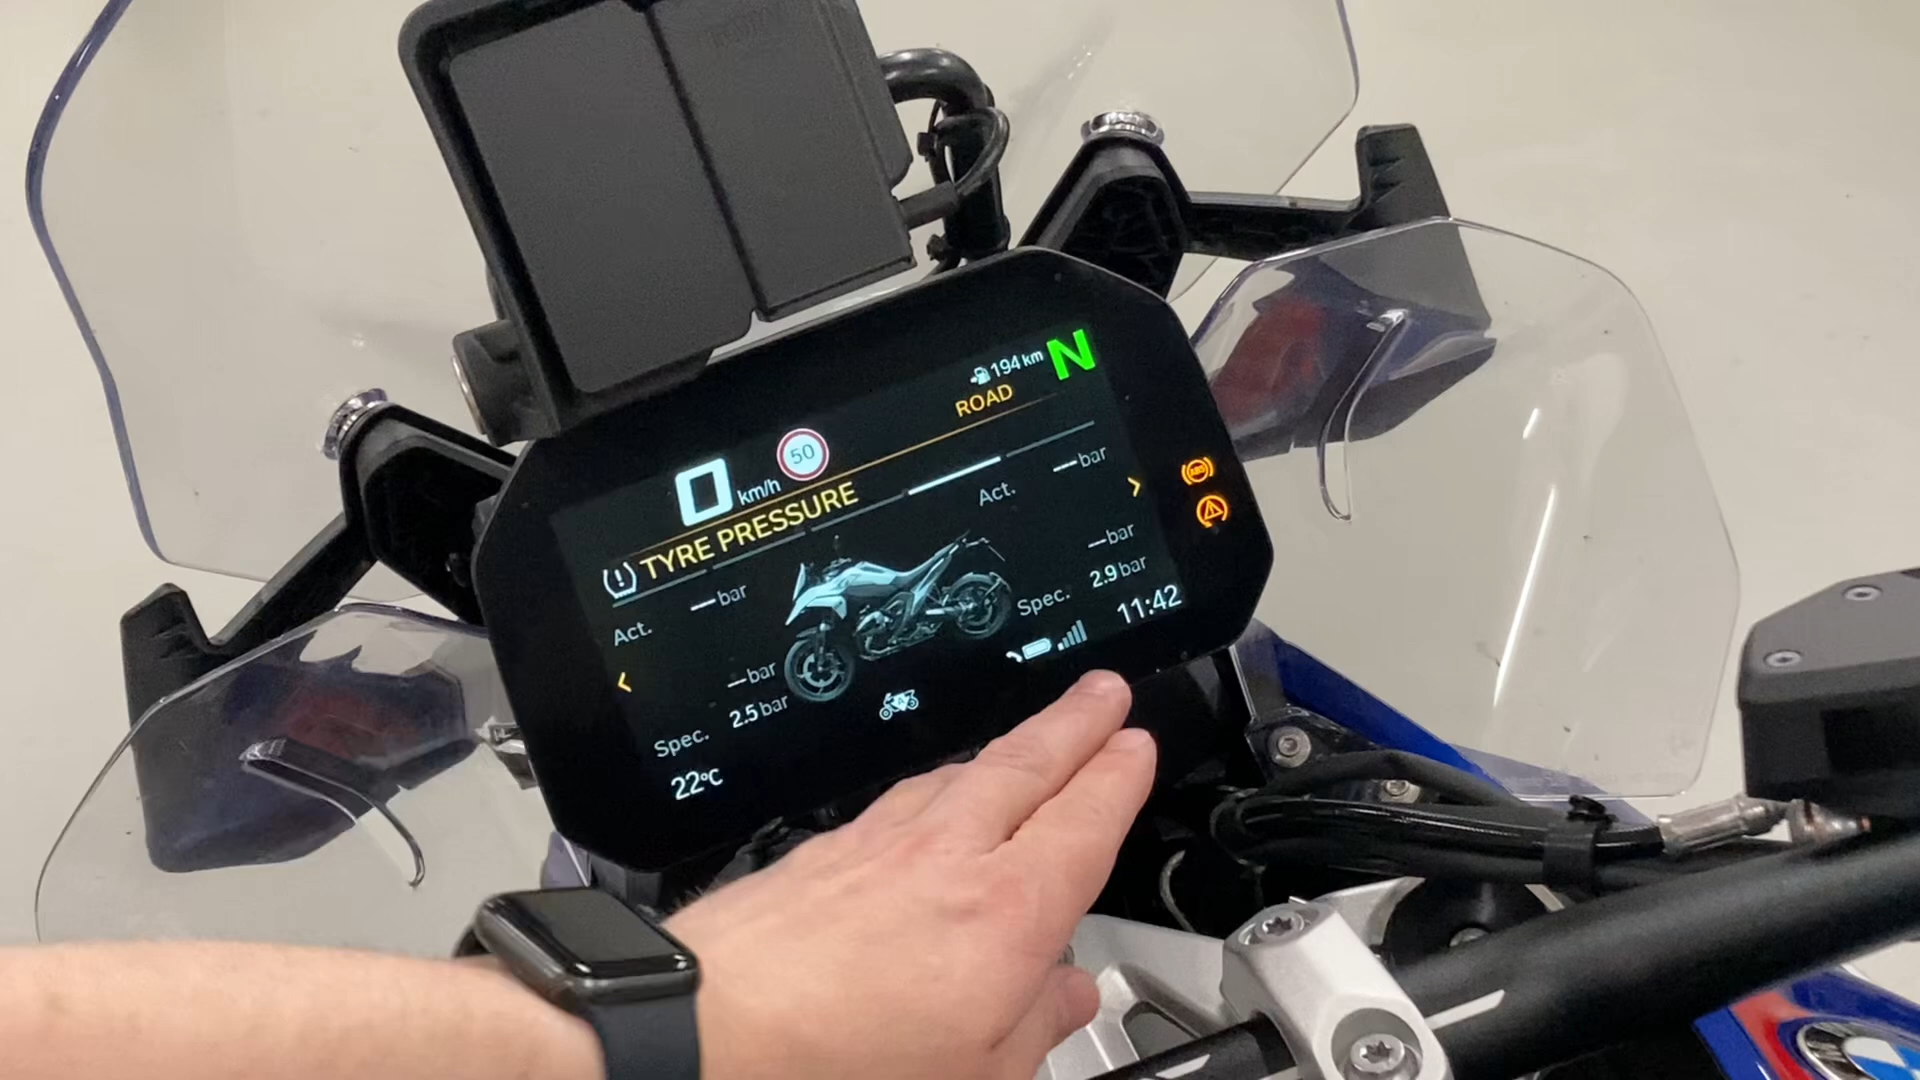 194 km N
ROAD
0 km/h 50
TYRE PRESSURE
Act. — bar
— bar
Spec. 2.5 bar
Act. — bar
— bar
Spec. 2.9 bar
22°C
11:42
ABS